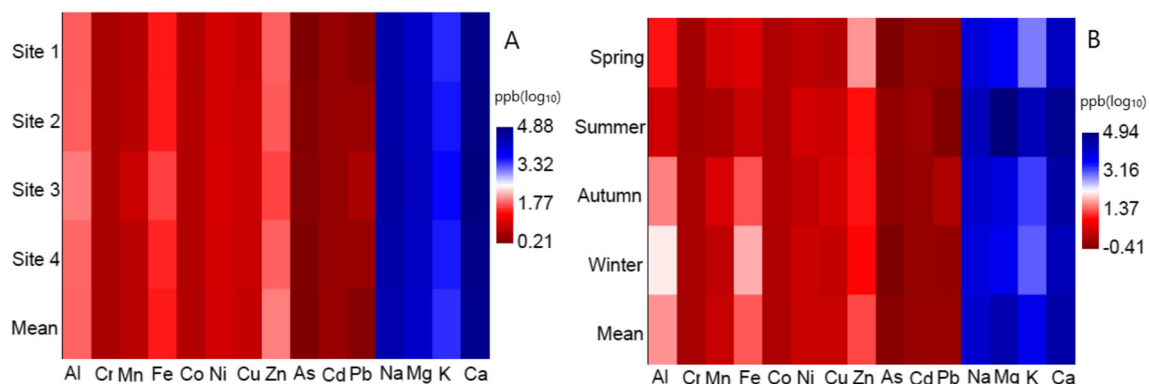 A
Site 1
Site 2
Site 3
Site 4
Mean
Al Cr Mn Fe Co Ni Cu Zn As Cd Pb Na Mg K Ca
ppb(log₁₀)
4.88
3.32
1.77
0.21
B
Spring
Summer
Autumn
Winter
Mean
Al Cr Mn Fe Co Ni Cu Zn As Cd Pb Na Mg K Ca
ppb(log₁₀)
4.94
3.16
1.37
-0.41